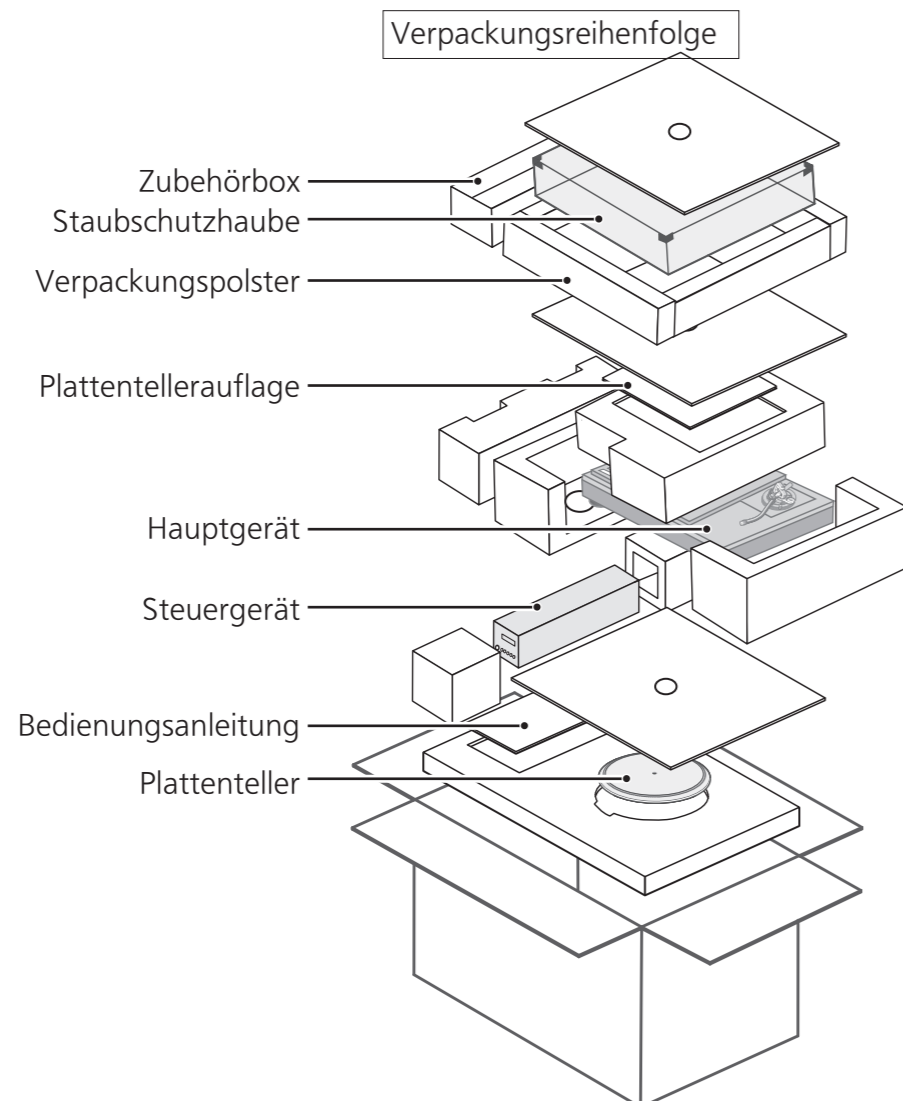 Verpackungsreihenfolge
Zubehörbox
Staubschutzhaube
Verpackungspolster
Plattentellerauflage
Hauptgerät
Steuergerät
Bedienungsanleitung
Plattenteller